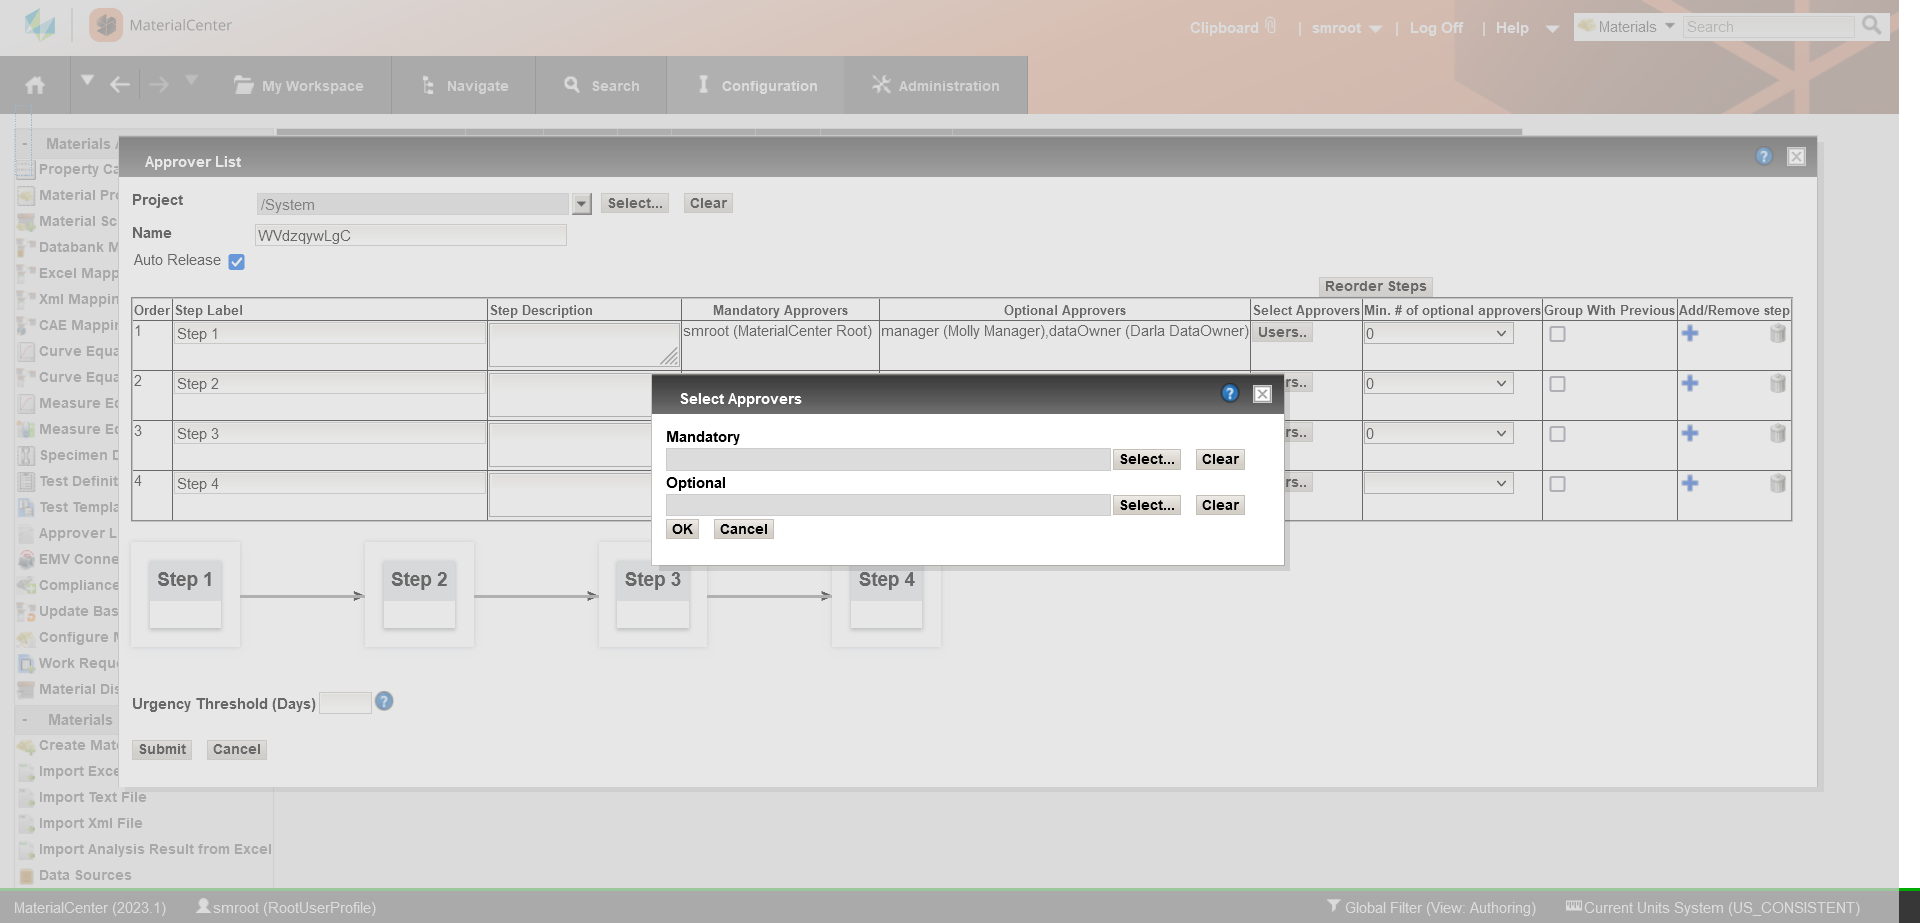 MaterialCenter
Clipboard | smroot | Log Off | Help Materials Search
My Workspace Navigate Search Configuration Administration
- Materials
Approver List
Property Ca
Material Pro
Material Sc
Databank M
Excel Mapp
Xml Mappin
CAE Mappin
Curve Equa
Curve Equa
Measure Ec
Measure Ec
Specimen D
Test Definit
Test Templa
Approver L
EMV Conne
Compliance
Update Bas
Configure M
Work Reque
Material Dis
- Materials
Create Mate
Import Exce
Import Text File
Import Xml File
Import Analysis Result from Excel
Data Sources
Project /System Select... Clear
Name WVdzqywLgC
Auto Release
Reorder Steps
Order Step Label Step Description Mandatory Approvers Optional Approvers Select Approvers Min. # of optional approvers Group With Previous Add/Remove step
1 Step 1 smroot (MaterialCenter Root) manager (Molly Manager),dataOwner (Darla DataOwner) Users.. 0
2 Step 2 rs.. 0
3 Step 3 rs.. 0
4 Step 4 rs..
Select Approvers
Mandatory
Select... Clear
Optional
Select... Clear
OK Cancel
Step 1 Step 2 Step 3 Step 4
Urgency Threshold (Days)
Submit Cancel
MaterialCenter (2023.1) smroot (RootUserProfile) Global Filter (View: Authoring) Current Units System (US_CONSISTENT)